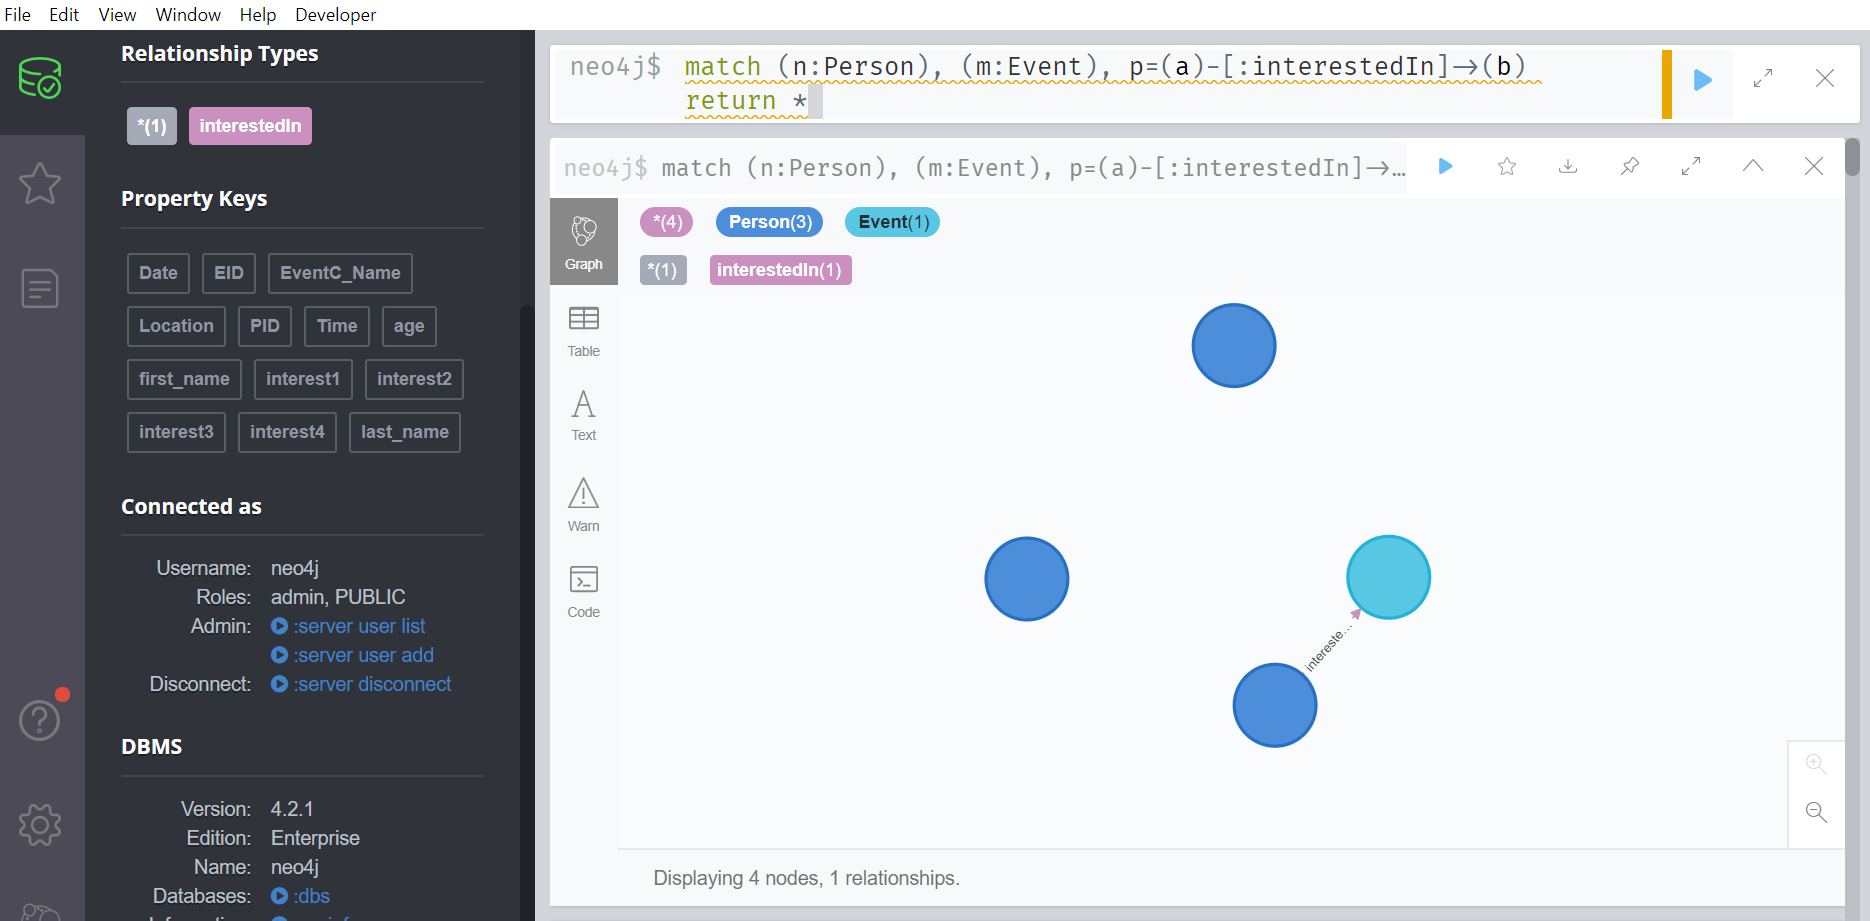 File Edit View Window Help Developer
Relationship Types
*(1) interestedIn
Property Keys
Date EID EventC_Name
Location PID Time age
first_name interest1 interest2
interest3 interest4 last_name
Connected as
Username: neo4j
Roles: admin, PUBLIC
Admin: :server user list
:server user add
Disconnect: :server disconnect
DBMS
Version: 4.2.1
Edition: Enterprise
Name: neo4j
Databases: :dbs
neo4j$ match (n:Person), (m:Event), p=(a)-[:interestedIn]->(b)
return *
neo4j$ match (n:Person), (m:Event), p=(a)-[:interestedIn]->…
Graph
Table
Text
Warn
Code
*(4) Person(3) Event(1)
*(1) interestedIn(1)
intereste…
Displaying 4 nodes, 1 relationships.